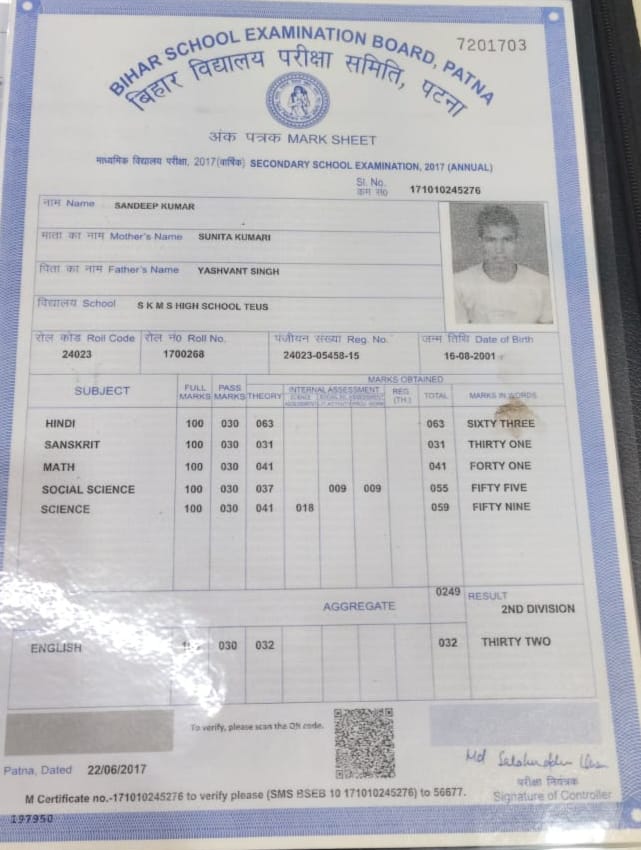 BIHAR SCHOOL EXAMINATION BOARD, PATNA
7201703
बिहार विद्यालय परीक्षा समिति, पटना
अंक पत्रक MARK SHEET
माध्यमिक विद्यालय परीक्षा, 2017(वार्षिक) SECONDARY SCHOOL EXAMINATION, 2017 (ANNUAL)
Sl. No.
कम सं० 171010245276
नाम Name SANDEEP KUMAR
माता का नाम Mother's Name SUNITA KUMARI
पिता का नाम Father's Name YASHVANT SINGH
विद्यालय School S K M S HIGH SCHOOL TEUS
रोल कोड Roll Code रोल नं० Roll No. पंजीयन संख्या Reg. No. जन्म तिथि Date of Birth
24023 1700268 24023-05458-15 16-08-2001
MARKS OBTAINED
SUBJECT FULL MARKS PASS MARKS THEORY INTERNAL ASSESSMENT REG. (TH.) TOTAL MARKS IN WORDS
HINDI 100 030 063 063 SIXTY THREE
SANSKRIT 100 030 031 031 THIRTY ONE
MATH 100 030 041 041 FORTY ONE
SOCIAL SCIENCE 100 030 037 009 009 055 FIFTY FIVE
SCIENCE 100 030 041 018 059 FIFTY NINE
AGGREGATE 0249 RESULT
2ND DIVISION
ENGLISH 030 032 032 THIRTY TWO
To verify, please scan the QR code.
Patna, Dated 22/06/2017
परीक्षा नियंत्रक
Signature of Controller
M Certificate no.-171010245276 to verify please (SMS BSEB 10 171010245276) to 56677.
197950